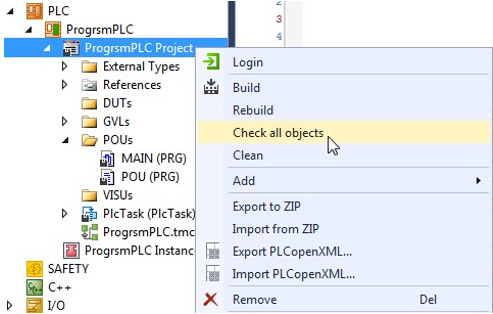 PLC
ProgrsmPLC
ProgrsmPLC Project
External Types
References
DUTs
GVLs
POUs
MAIN (PRG)
POU (PRG)
VISUs
PlcTask (PlcTask)
ProgrsmPLC.tmc
ProgrsmPLC Instanc
SAFETY
C++
I/O
1
2
3
4
Login
Build
Rebuild
Check all objects
Clean
Add
Export to ZIP
Import from ZIP
Export PLCopenXML...
Import PLCopenXML...
Remove Del